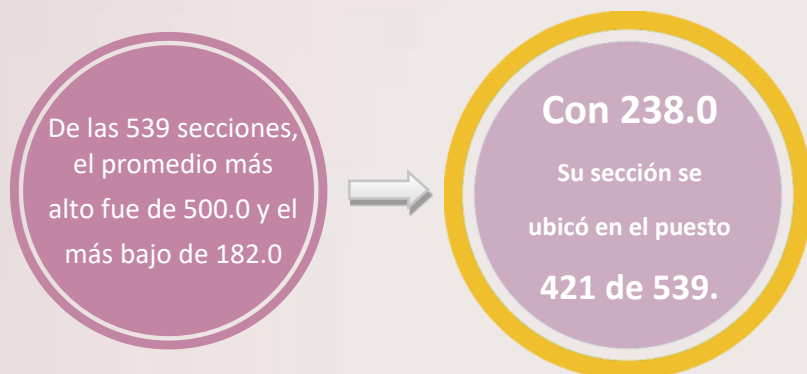 De las 539 secciones,
el promedio más
alto fue de 500.0 y el
más bajo de 182.0
Con 238.0
Su sección se
ubicó en el puesto
421 de 539.